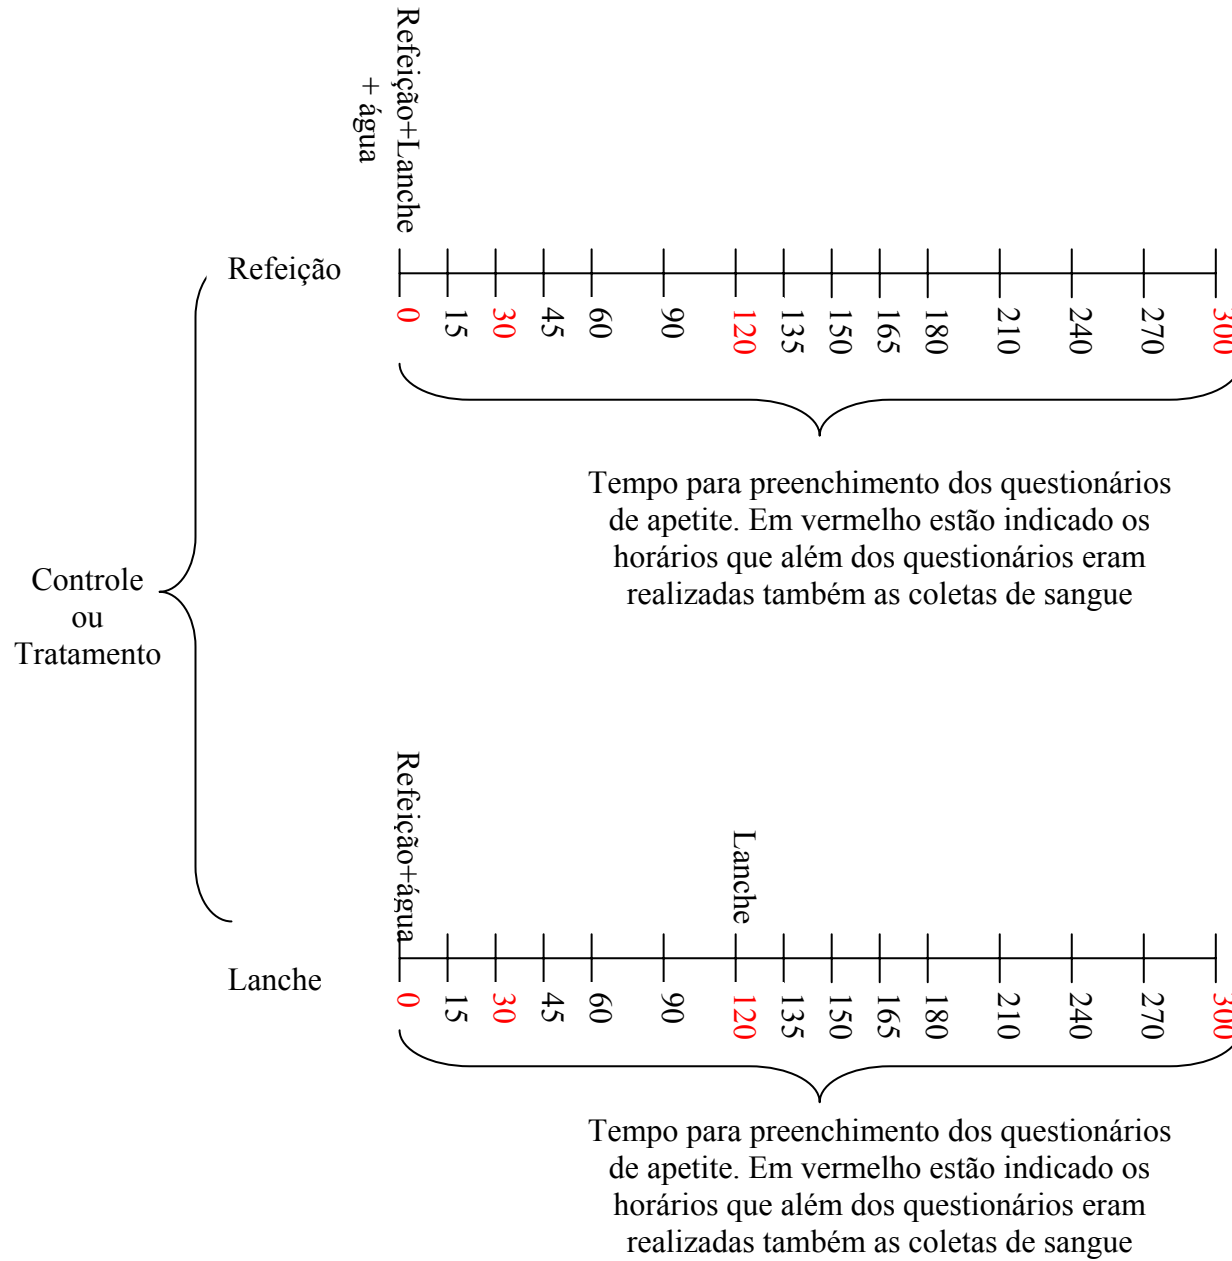 Refeição+Lanche
+ água
Refeição
0
15
30
45
60
90
120
135
150
165
180
210
240
270
300
Tempo para preenchimento dos questionários
de apetite. Em vermelho estão indicado os
horários que além dos questionários eram
realizadas também as coletas de sangue
Controle
ou
Tratamento
Refeição+água
Lanche
Lanche
0
15
30
45
60
90
120
135
150
165
180
210
240
270
300
Tempo para preenchimento dos questionários
de apetite. Em vermelho estão indicado os
horários que além dos questionários eram
realizadas também as coletas de sangue